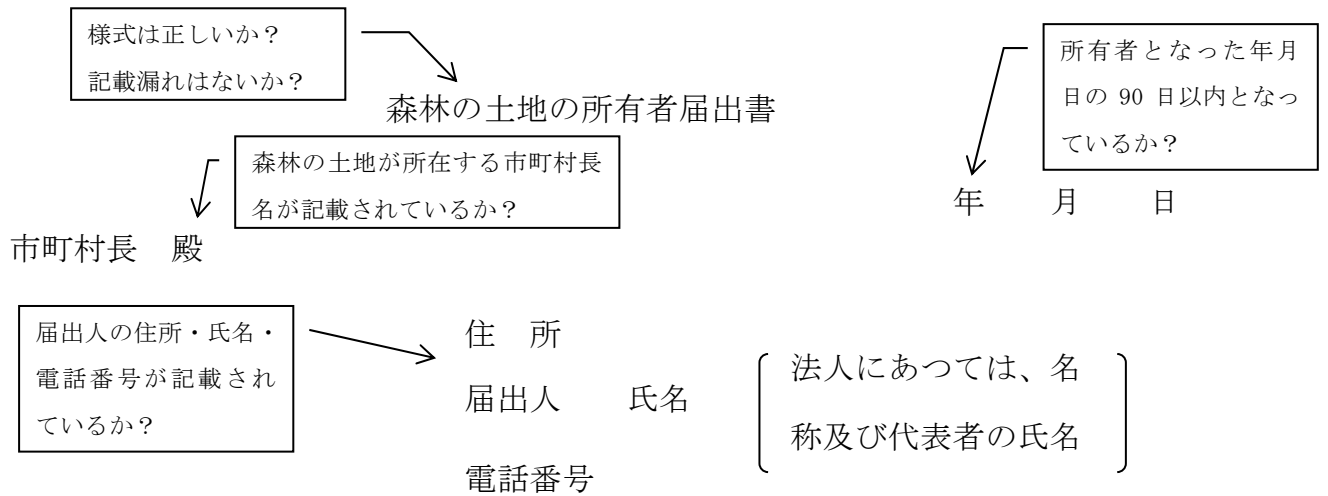 様式は正しいか？
記載漏れはないか？
所有者となった年月
日の 90 日以内となっ
ているか？
森林の土地の所有者届出書
森林の土地が所在する市町村長
名が記載されているか？
年　月　日
市町村長　殿
届出人の住所・氏名・
電話番号が記載され
ているか？
住　所
届出人　氏名
法人にあつては、名
称及び代表者の氏名
電話番号